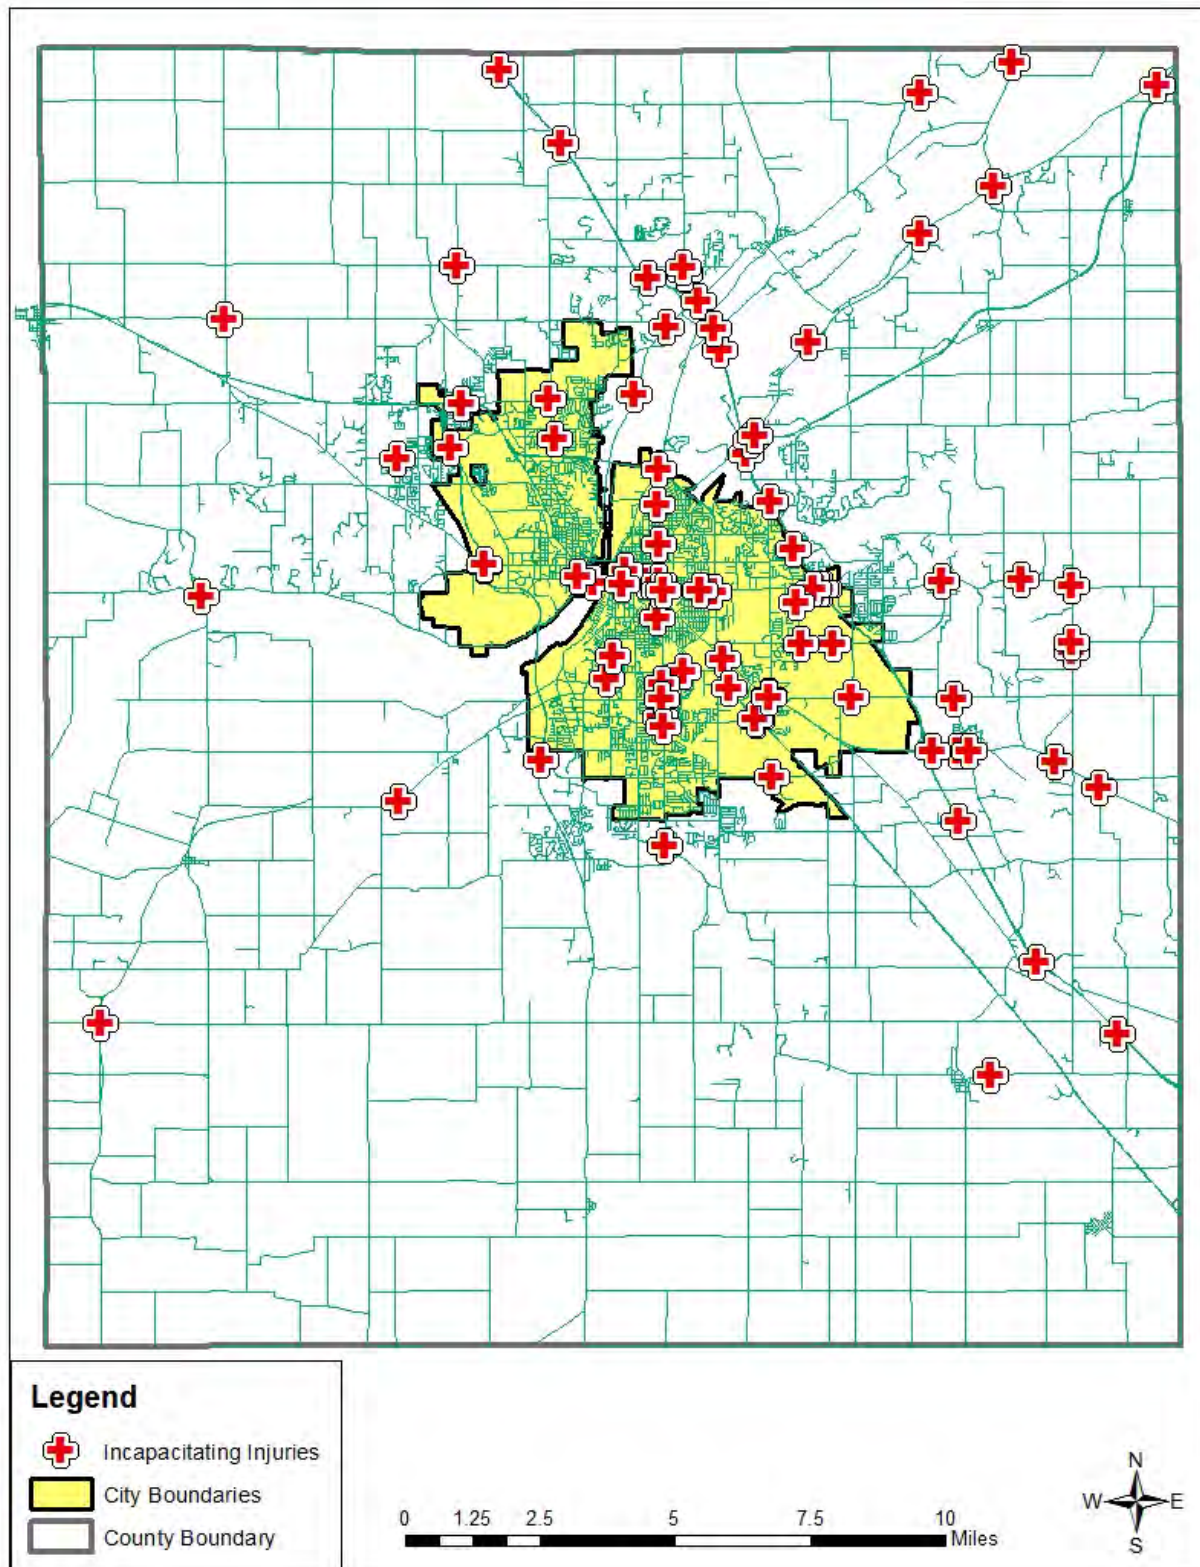 Legend
Incapacitating Injuries
City Boundaries
County Boundary
0 1.25 2.5 5 7.5 10
Miles
N
W E
S